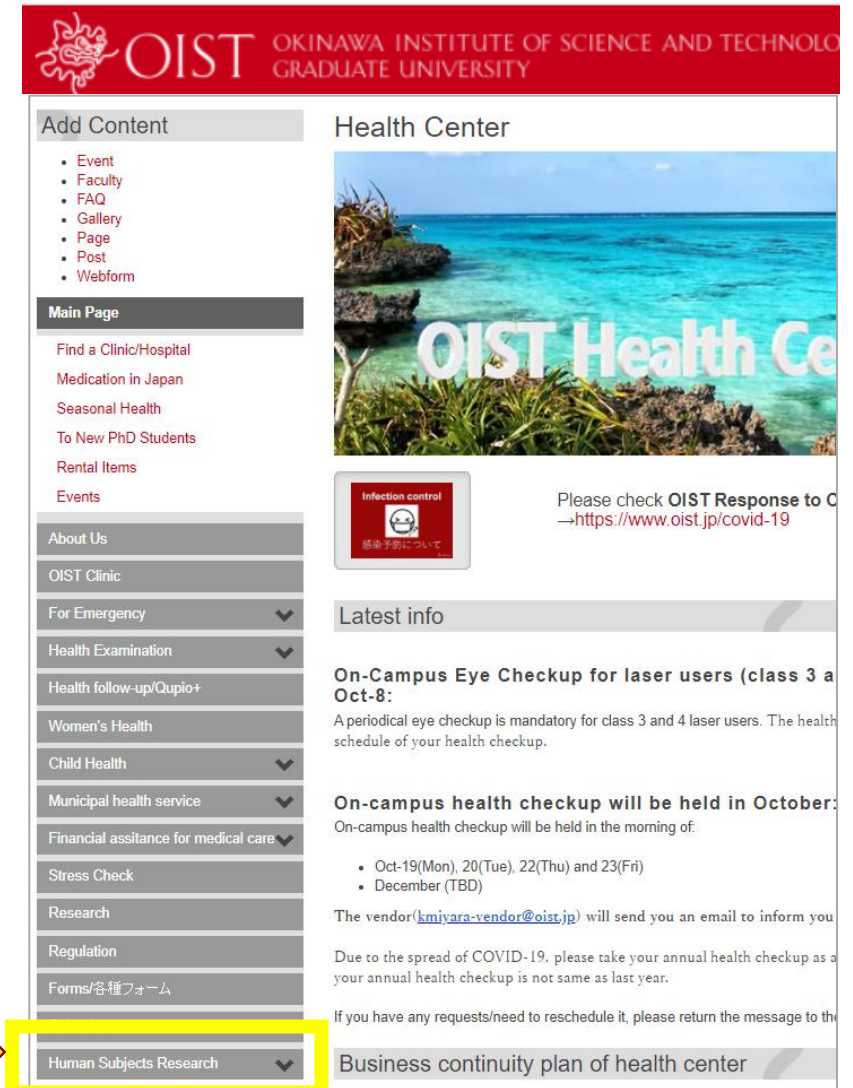 OIST
OKINAWA INSTITUTE OF SCIENCE AND TECHNOLO
GRADUATE UNIVERSITY
Add Content
Event
Faculty
FAQ
Gallery
Page
Post
Webform
Main Page
Find a Clinic/Hospital
Medication in Japan
Seasonal Health
To New PhD Students
Rental Items
Events
About Us
OIST Clinic
For Emergency
Health Examination
Health follow-up/Qupio+
Women's Health
Child Health
Municipal health service
Financial assitance for medical care
Stress Check
Research
Regulation
Forms/各種フォーム
Human Subjects Research
Health Center
OIST Health Ce
Infection control
感染予防について
Please check OIST Response to C
→https://www.oist.jp/covid-19
Latest info
On-Campus Eye Checkup for laser users (class 3 a
Oct-8:
A periodical eye checkup is mandatory for class 3 and 4 laser users. The health
schedule of your health checkup.
On-campus health checkup will be held in October:
On-campus health checkup will be held in the morning of:
Oct-19(Mon), 20(Tue), 22(Thu) and 23(Fri)
December (TBD)
The vendor(kmiyara-vendor@oist.jp) will send you an email to inform you
Due to the spread of COVID-19, please take your annual health checkup as a
your annual health checkup is not same as last year.
If you have any requests/need to reschedule it, please return the message to the
Business continuity plan of health center